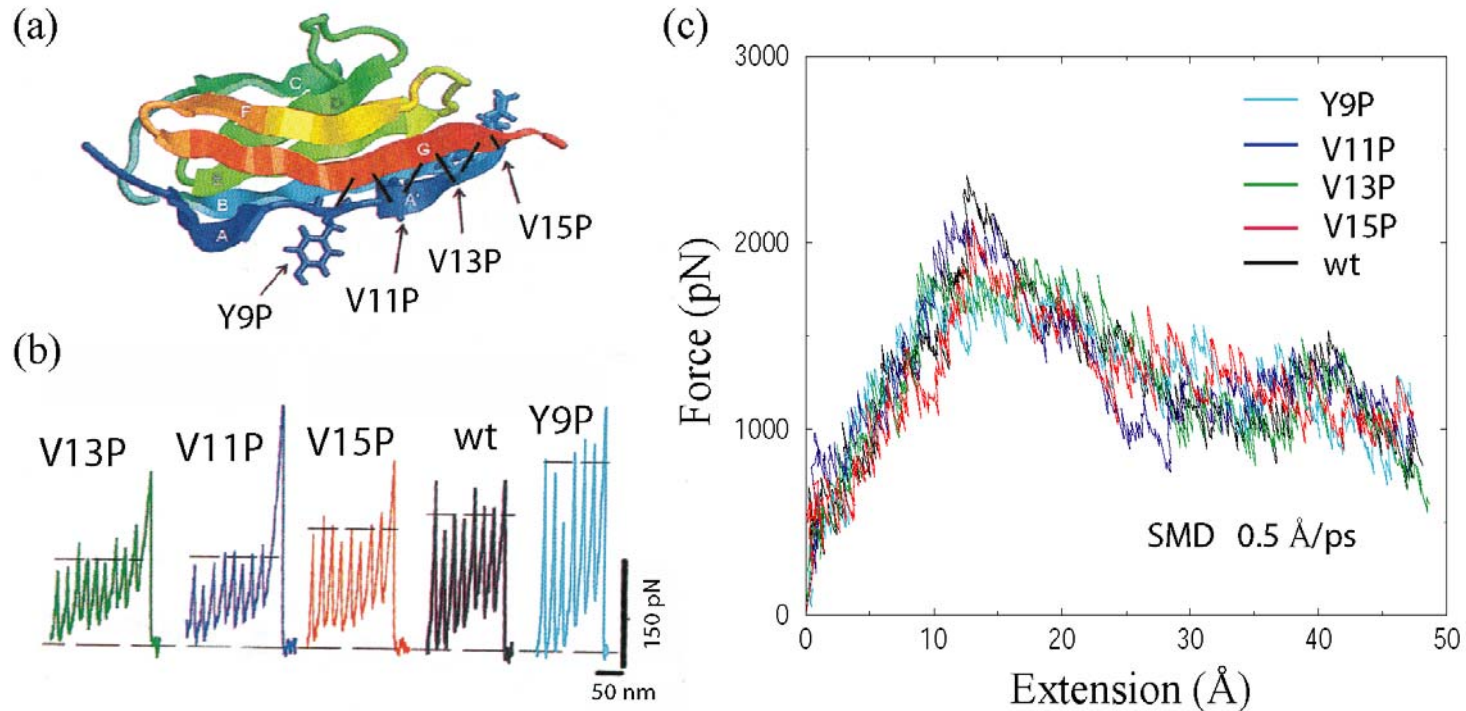 (a)
C
D
F
G
E
B
A
A'
Y9P
V11P
V13P
V15P
(b)
V13P
V11P
V15P
wt
Y9P
150 pN
50 nm
(c)
3000
2000
1000
0
Force (pN)
0
10
20
30
40
50
Extension (Å)
Y9P
V11P
V13P
V15P
wt
SMD 0.5 Å/ps